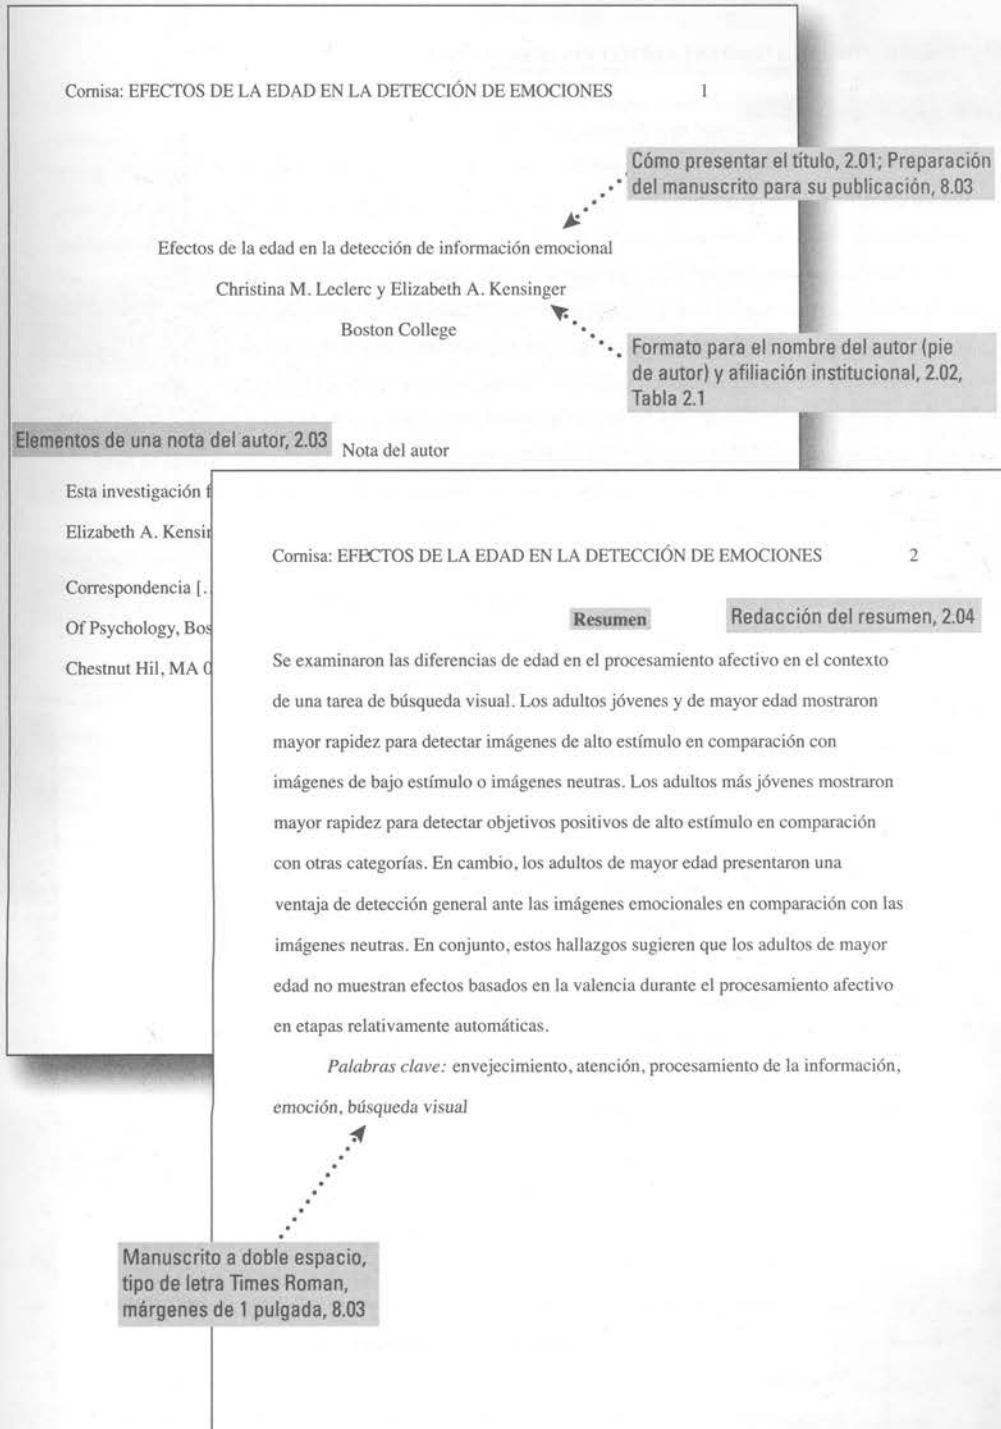 Cornisa: EFECTOS DE LA EDAD EN LA DETECCIÓN DE EMOCIONES 1
Cómo presentar el título, 2.01; Preparación
del manuscrito para su publicación, 8.03
Efectos de la edad en la detección de información emocional
Christina M. Leclerc y Elizabeth A. Kensinger
Boston College
Formato para el nombre del autor (pie
de autor) y afiliación institucional, 2.02,
Tabla 2.1
Elementos de una nota del autor, 2.03
Nota del autor
Esta investigación f
Elizabeth A. Kensin
Correspondencia [.
Of Psychology, Bos
Chestnut Hil, MA 0
Cornisa: EFECTOS DE LA EDAD EN LA DETECCIÓN DE EMOCIONES 2
Resumen
Redacción del resumen, 2.04
Se examinaron las diferencias de edad en el procesamiento afectivo en el contexto
de una tarea de búsqueda visual. Los adultos jóvenes y de mayor edad mostraron
mayor rapidez para detectar imágenes de alto estímulo en comparación con
imágenes de bajo estímulo o imágenes neutras. Los adultos más jóvenes mostraron
mayor rapidez para detectar objetivos positivos de alto estímulo en comparación
con otras categorías. En cambio, los adultos de mayor edad presentaron una
ventaja de detección general ante las imágenes emocionales en comparación con las
imágenes neutras. En conjunto, estos hallazgos sugieren que los adultos de mayor
edad no muestran efectos basados en la valencia durante el procesamiento afectivo
en etapas relativamente automáticas.
Palabras clave: envejecimiento, atención, procesamiento de la información,
emoción, búsqueda visual
Manuscrito a doble espacio,
tipo de letra Times Roman,
márgenes de 1 pulgada, 8.03